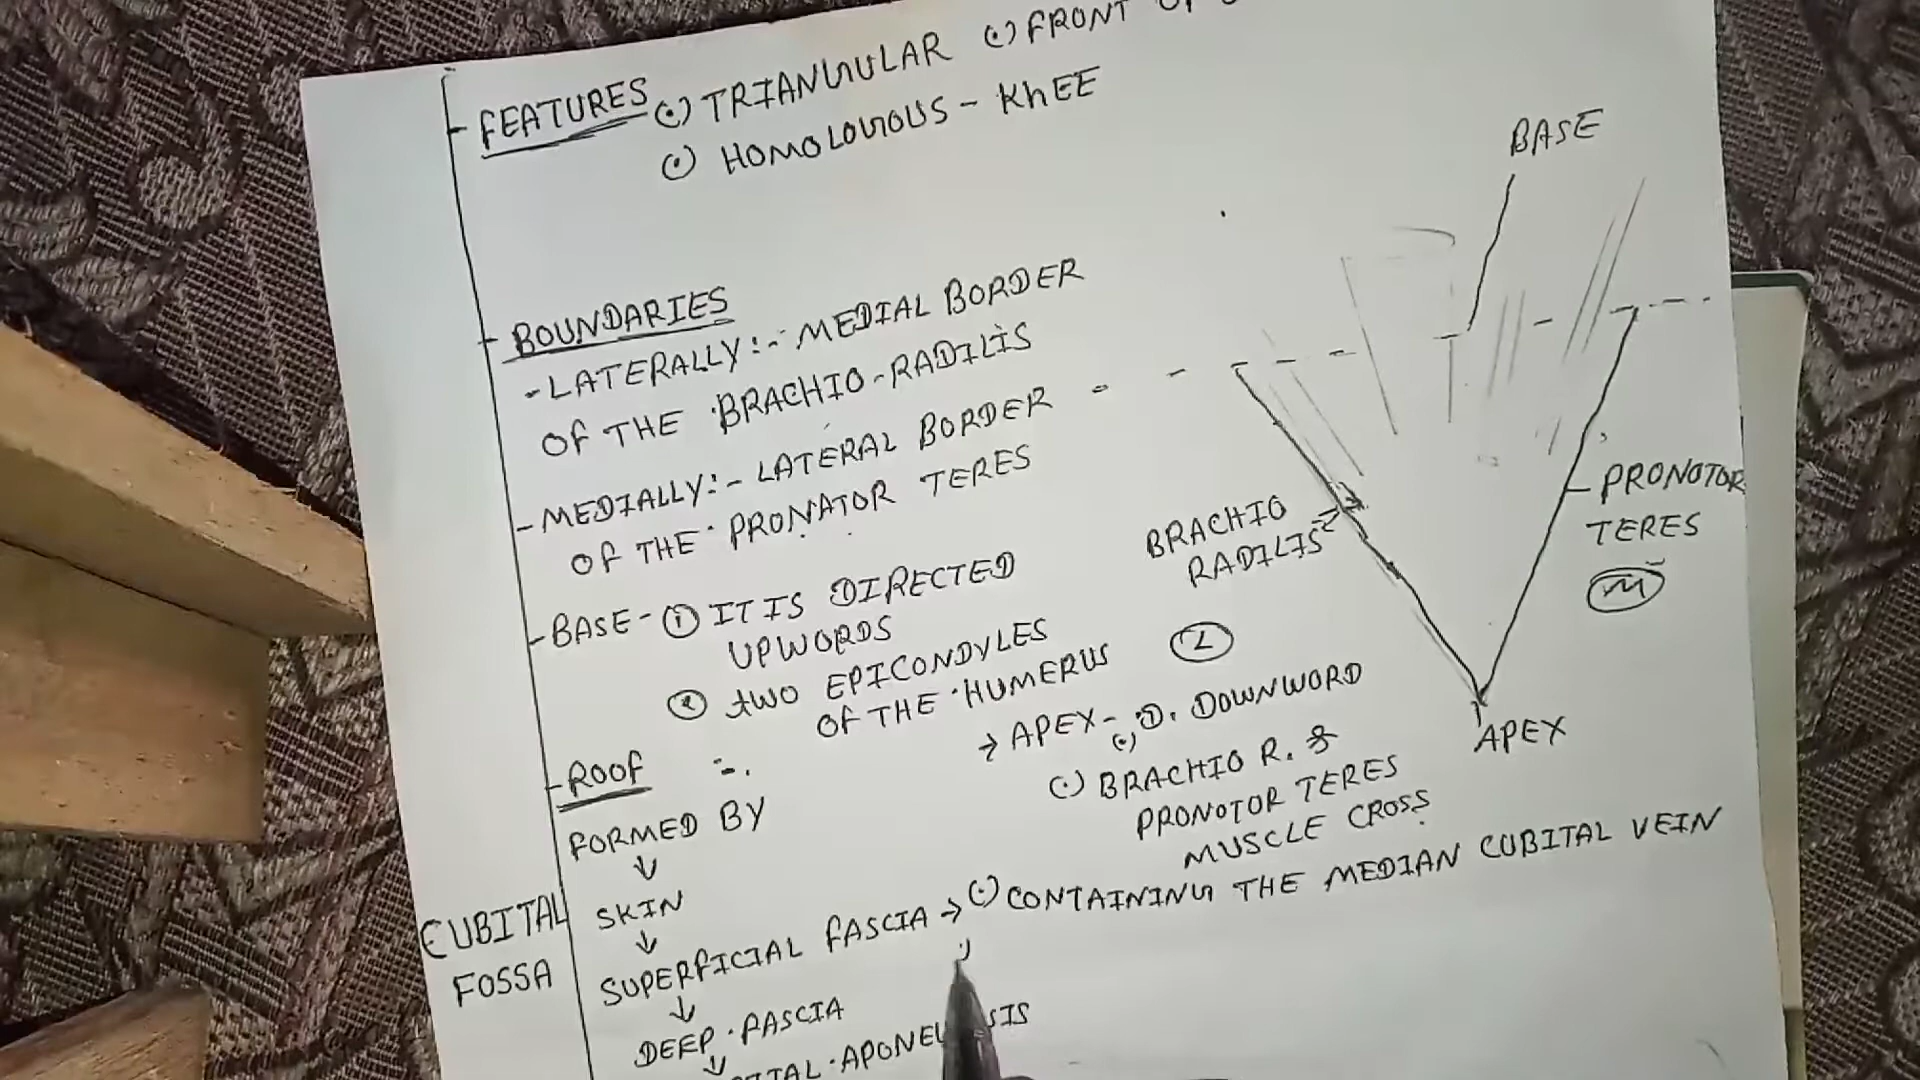 FEATURES (•) TRIANGULAR (•) FRONT
(•) HOMOLOGOUS - KhEE
BASE
BOUNDARIES
- LATERALLY :- MEDIAL BORDER
OF THE BRACHIO-RADILIS
- MEDIALLY :- LATERAL BORDER
OF THE PRONATOR TERES
BRACHIO
RADILIS
PRONOTOR
TERES
M
L
BASE - ① IT IS DIRECTED
UPWORDS
② TWO EPICONDYLES
OF THE HUMERUS
→ APEX - (•) D. DOWNWORD
(•) BRACHIO R. &
PRONOTOR TERES
MUSCLE CROSS
APEX
ROOF :-
FORMED BY
↓
SKIN
↓
SUPERFICIAL FASCIA → (•) CONTAINING THE MEDIAN CUBITAL VEIN
↓
DEEP FASCIA
↓
CUBITAL
FOSSA